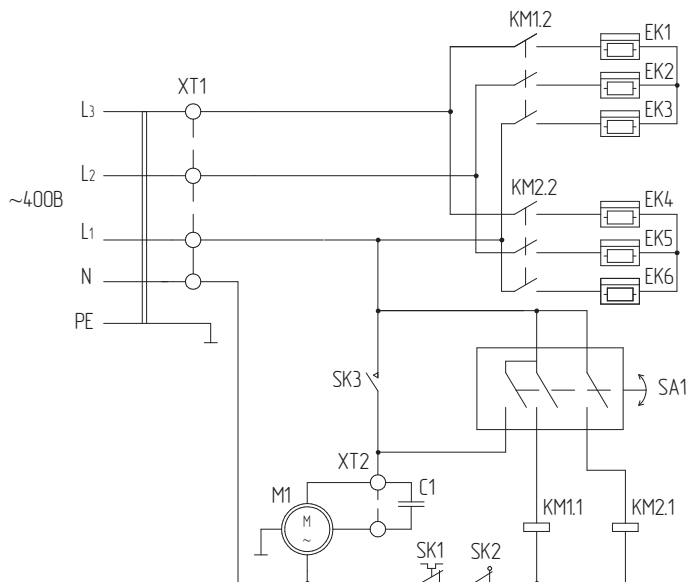 KM1.2
EK1
EK2
EK3
XT1
L3
L2
~400В
L1
N
PE
KM2.2
EK4
EK5
EK6
SK3
SA1
XT2
C1
M1
M
~
KM1.1
KM2.1
SK1
SK2